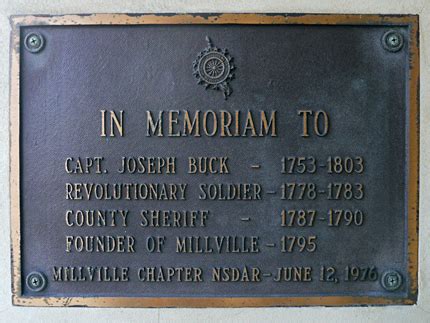 IN MEMORIAM TO
CAPT. JOSEPH BUCK - 1753-1803
REVOLUTIONARY SOLDIER - 1778-1783
COUNTY SHERIFF - 1787-1790
FOUNDER OF MILLVILLE - 1795
MILLVILLE CHAPTER NSDAR - JUNE 12, 1976